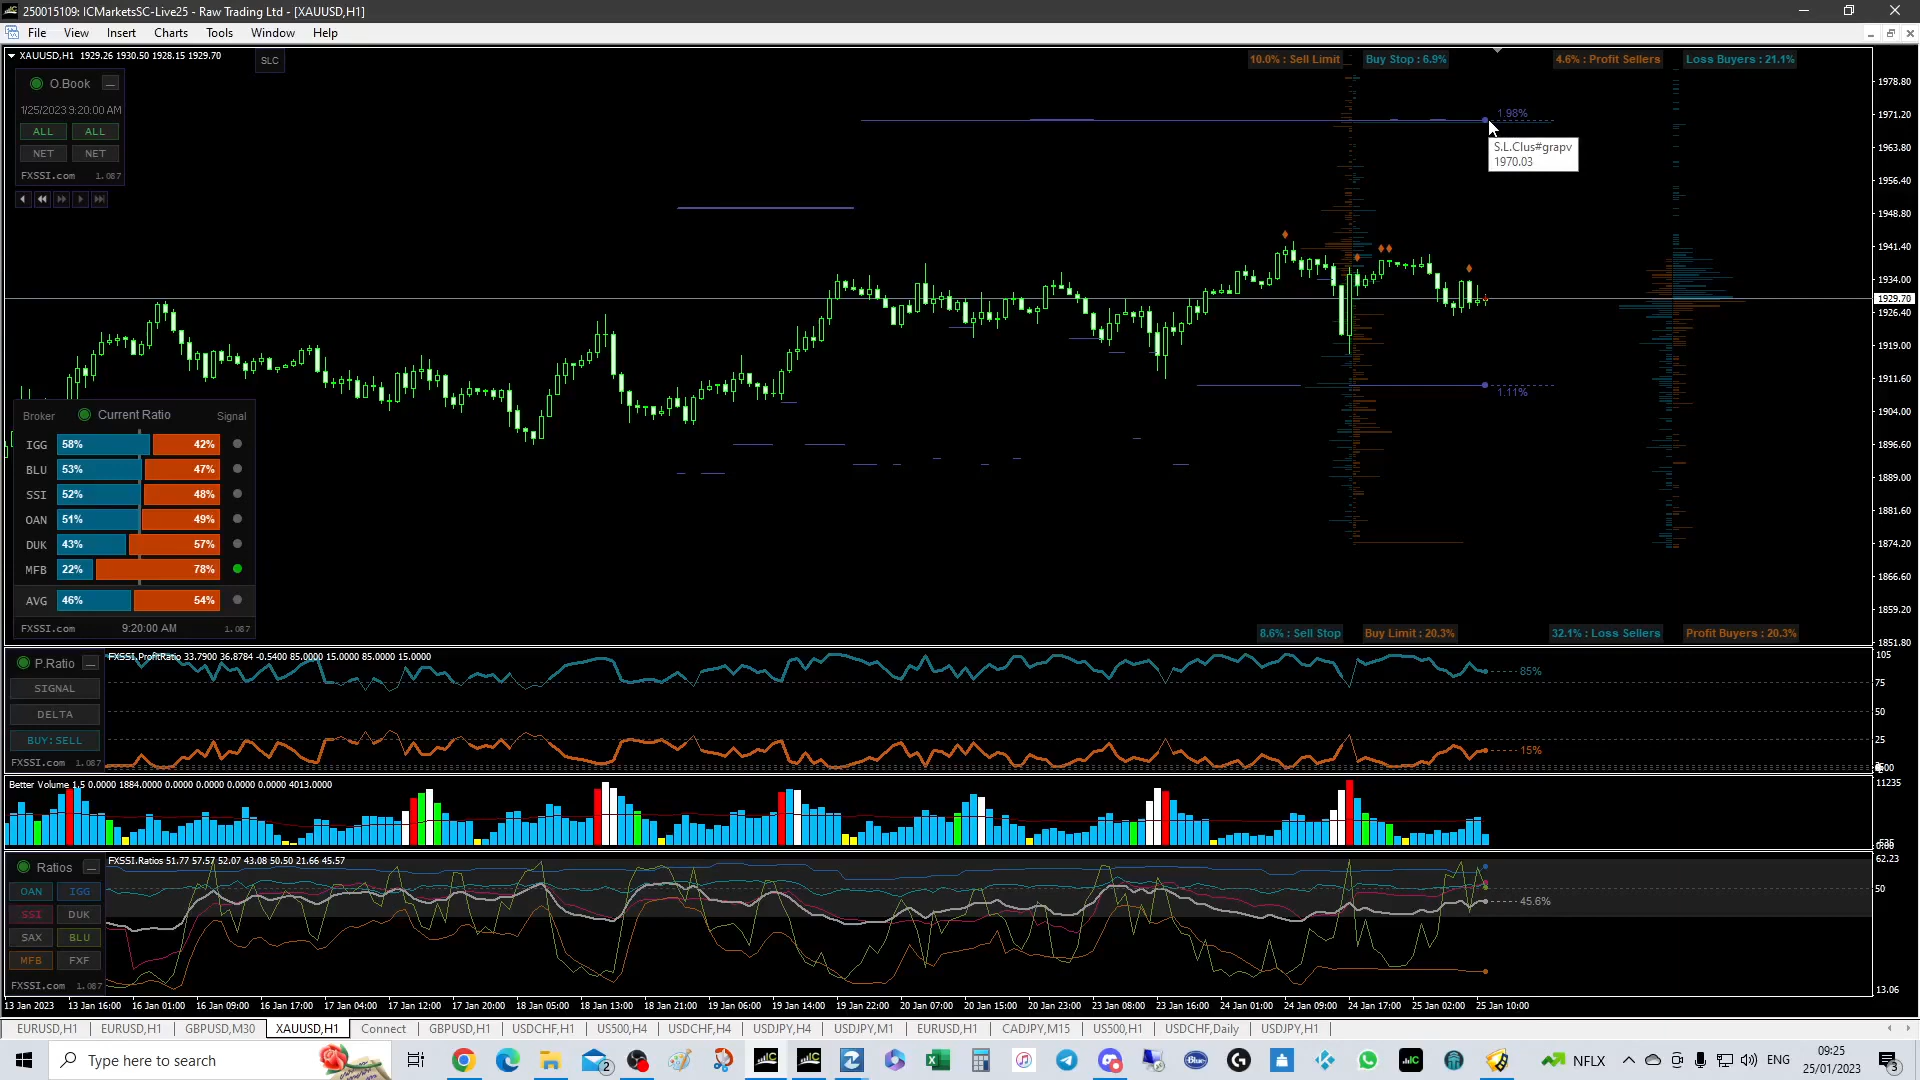 250015109: ICMarketsSC-Live25 - Raw Trading Ltd - [XAUUSD,H1]
File View Insert Charts Tools Window Help
XAUUSD,H1 1929.26 1930.50 1928.15 1929.70
SLC
10.0% : Sell Limit
Buy Stop : 6.9%
4.6% : Profit Sellers
Loss Buyers : 21.1%
O.Book
1/25/2023 9:20:00 AM
ALL ALL
NET NET
FXSSI.com 1.087
1.98%
S.L.Clus#grapv
1970.03
1.11%
1978.80
1971.20
1963.80
1956.40
1948.80
1941.40
1934.00
1929.70
1926.40
1919.00
1911.60
1904.00
1896.60
1889.00
1881.60
1874.20
1866.60
1859.20
1851.80
Broker Current Ratio Signal
IGG 58% 42%
BLU 53% 47%
SSI 52% 48%
OAN 51% 49%
DUK 43% 57%
MFB 22% 78%
AVG 46% 54%
FXSSI.com 9:20:00 AM 1.087
8.6% : Sell Stop
Buy Limit : 20.3%
32.1% : Loss Sellers
Profit Buyers : 20.3%
P.Ratio
FXSSI.ProfitRatio 33.7900 36.8784 -0.5400 85.0000 15.0000 85.0000 15.0000
SIGNAL
DELTA
BUY:SELL
FXSSI.com 1.087
85%
15%
105
75
50
25
Better Volume 1.5 0.0000 1884.0000 0.0000 0.0000 0.0000 0.0000 4013.0000
11235
Ratios
FXSSI.Ratios 51.77 57.57 52.07 43.08 50.50 21.66 45.57
OAN IGG
SSI DUK
SAX BLU
MFB FXF
FXSSI.com 1.087
45.6%
62.23
50
13.06
13 Jan 2023 13 Jan 16:00 16 Jan 01:00 16 Jan 09:00 16 Jan 17:00 17 Jan 04:00 17 Jan 12:00 17 Jan 20:00 18 Jan 05:00 18 Jan 13:00 18 Jan 21:00 19 Jan 06:00 19 Jan 14:00 19 Jan 22:00 20 Jan 07:00 20 Jan 15:00 20 Jan 23:00 23 Jan 08:00 23 Jan 16:00 24 Jan 01:00 24 Jan 09:00 24 Jan 17:00 25 Jan 02:00 25 Jan 10:00
EURUSD,H1 EURUSD,H1 GBPUSD,M30 XAUUSD,H1 Connect GBPUSD,H1 USDCHF,H1 US500,H4 USDCHF,H4 USDJPY,H4 USDJPY,M1 EURUSD,H1 CADJPY,M15 US500,H1 USDCHF,Daily USDJPY,H1
Type here to search
2
Blue
NFLX
ENG
09:25
25/01/2023
3